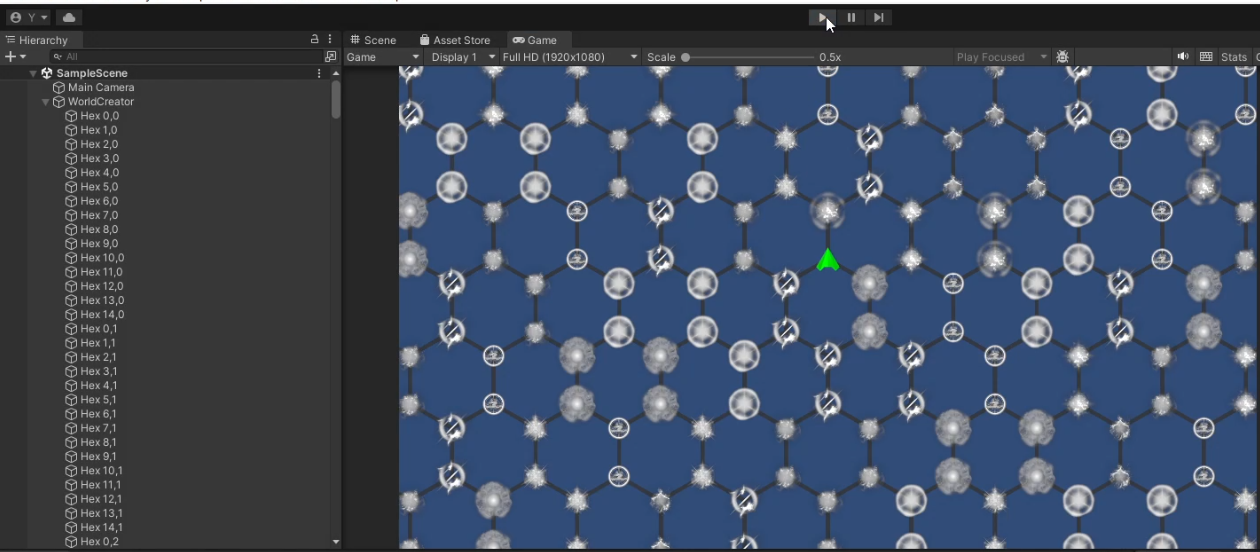 Y
Hierarchy
Scene
Asset Store
Game
All
Game
Display 1
Full HD (1920x1080)
Scale
0.5x
Play Focused
Stats
SampleScene
Main Camera
WorldCreator
Hex 0,0
Hex 1,0
Hex 2,0
Hex 3,0
Hex 4,0
Hex 5,0
Hex 6,0
Hex 7,0
Hex 8,0
Hex 9,0
Hex 10,0
Hex 11,0
Hex 12,0
Hex 13,0
Hex 14,0
Hex 0,1
Hex 1,1
Hex 2,1
Hex 3,1
Hex 4,1
Hex 5,1
Hex 6,1
Hex 7,1
Hex 8,1
Hex 9,1
Hex 10,1
Hex 11,1
Hex 12,1
Hex 13,1
Hex 14,1
Hex 0,2